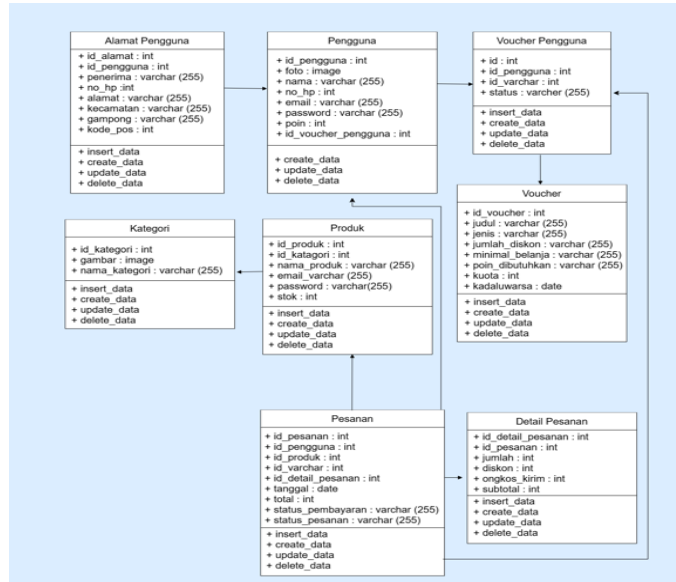 Alamat Pengguna
+ id_alamat : int
+ id_pengguna : int
+ penerima : varchar (255)
+ no_hp :int
+ alamat : varchar (255)
+ kecamatan : varchar (255)
+ gampong : varchar (255)
+ kode_pos : int
+ insert_data
+ create_data
+ update_data
+ delete_data
Pengguna
+ id_pengguna : int
+ foto : image
+ nama : varchar (255)
+ no_hp : int
+ email : varchar (255)
+ password : varchar (255)
+ poin : int
+ id_voucher_pengguna : int
+ create_data
+ update_data
+ delete_data
Voucher Pengguna
+ id : int
+ id_pengguna : int
+ id_varchar : int
+ status : varcher (255)
+ insert_data
+ create_data
+ update_data
+ delete_data
Voucher
+ id_voucher : int
+ judul : varchar (255)
+ jenis : varchar (255)
+ jumlah_diskon : varchar (255)
+ minimal_belanja : varchar (255)
+ poin_dibutuhkan : varchar (255)
+ kuota : int
+ kadaluwarsa : date
+ insert_data
+ create_data
+ update_data
+ delete_data
Kategori
+ id_kategori : int
+ gambar : image
+ nama_kategori : varchar (255)
+ insert_data
+ create_data
+ update_data
+ delete_data
Produk
+ id_produk : int
+ id_katagori : int
+ nama_produk : varchar (255)
+ email_varchar (255)
+ password : varchar(255)
+ stok : int
+ insert_data
+ create_data
+ update_data
+ delete_data
Pesanan
+ id_pesanan : int
+ id_pengguna : int
+ id_produk : int
+ id_varchar : int
+ id_detail_pesanan : int
+ tanggal : date
+ total : int
+ status_pembayaran : varchar (255)
+ status_pesanan : varchar (255)
+ insert_data
+ create_data
+ update_data
+ delete_data
Detail Pesanan
+ id_detail_pesanan : int
+ id_pesanan : int
+ jumlah : int
+ diskon : int
+ ongkos_kirim : int
+ subtotal : int
+ insert_data
+ create_data
+ update_data
+ delete_data